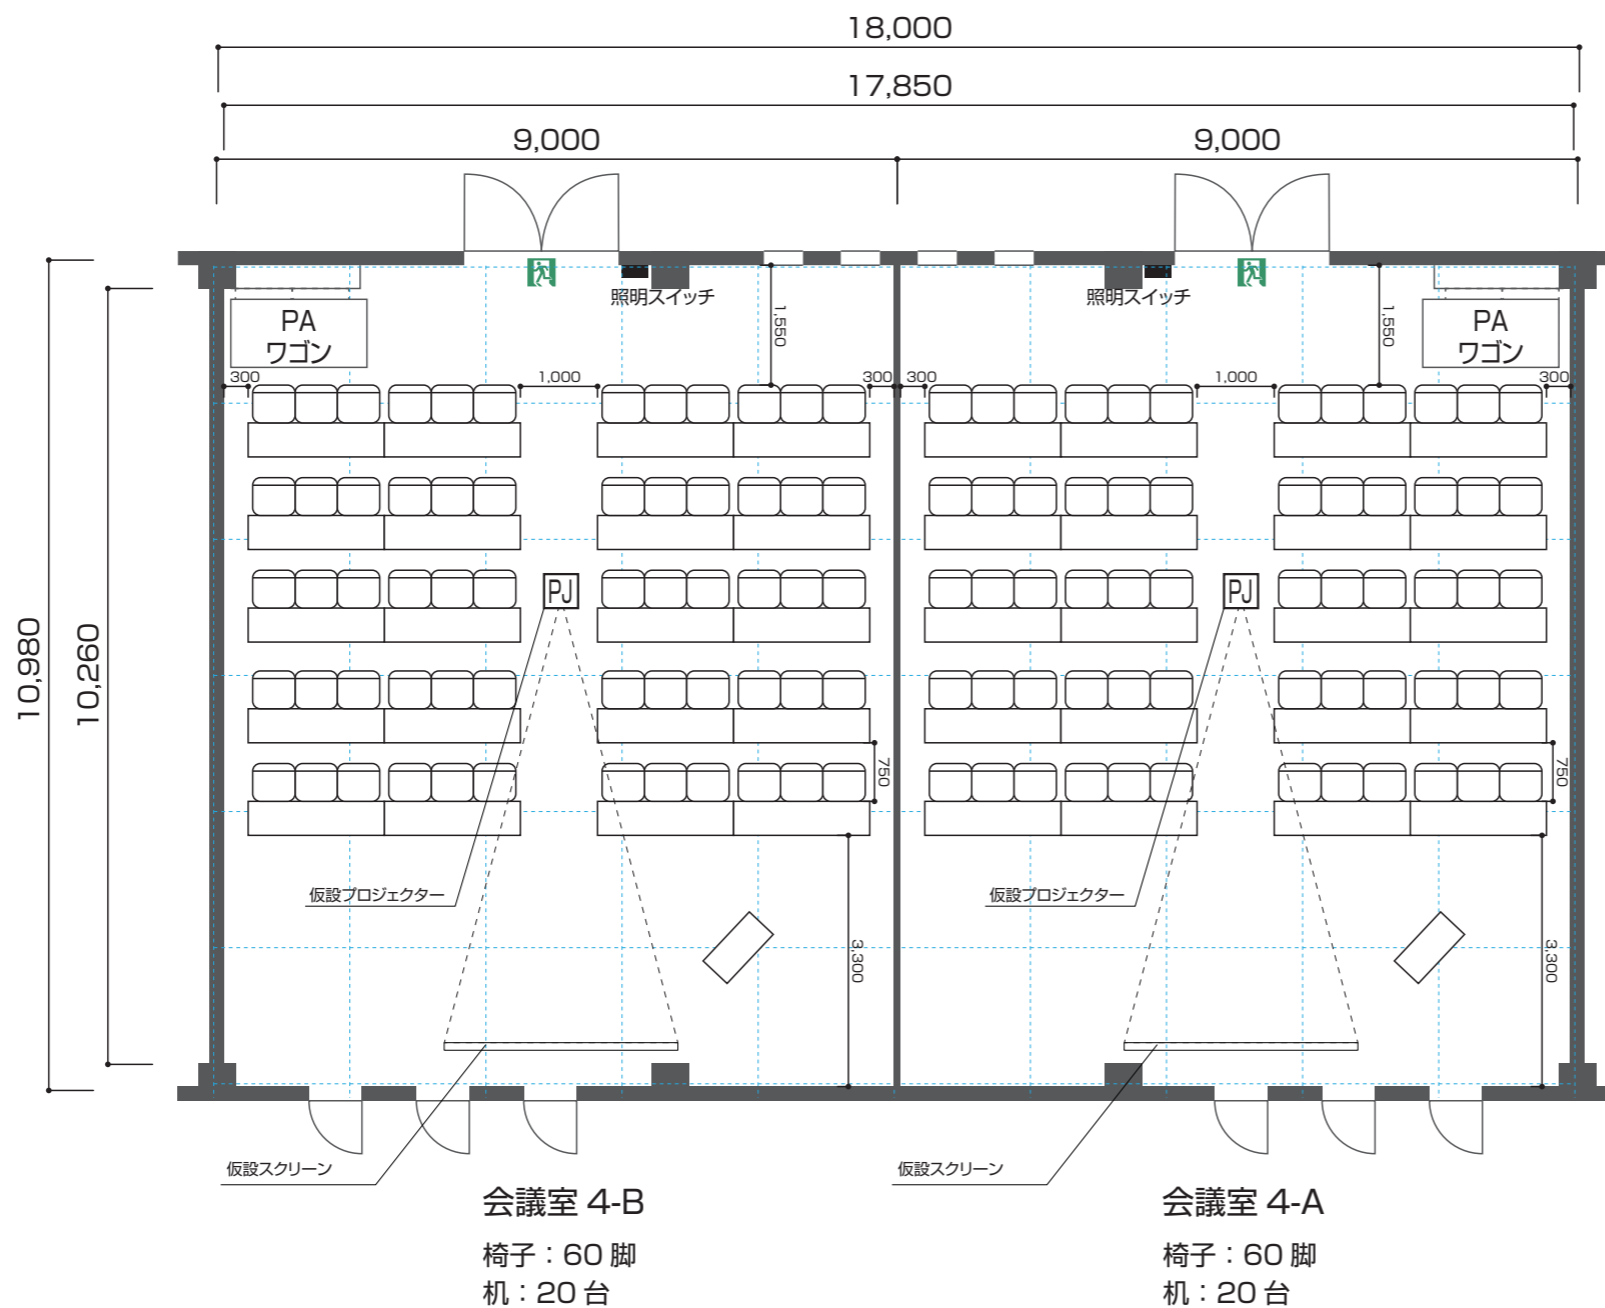 18,000
17,850
9,000
9,000
照明スイッチ
照明スイッチ
PA
ワゴン
PA
ワゴン
1,550
1,550
300
1,000
300
300
1,000
300
10,980
10,260
PJ
PJ
750
750
仮設プロジェクター
仮設プロジェクター
3,300
3,300
仮設スクリーン
仮設スクリーン
会議室 4-B
椅子：60 脚
机：20 台
会議室 4-A
椅子：60 脚
机：20 台